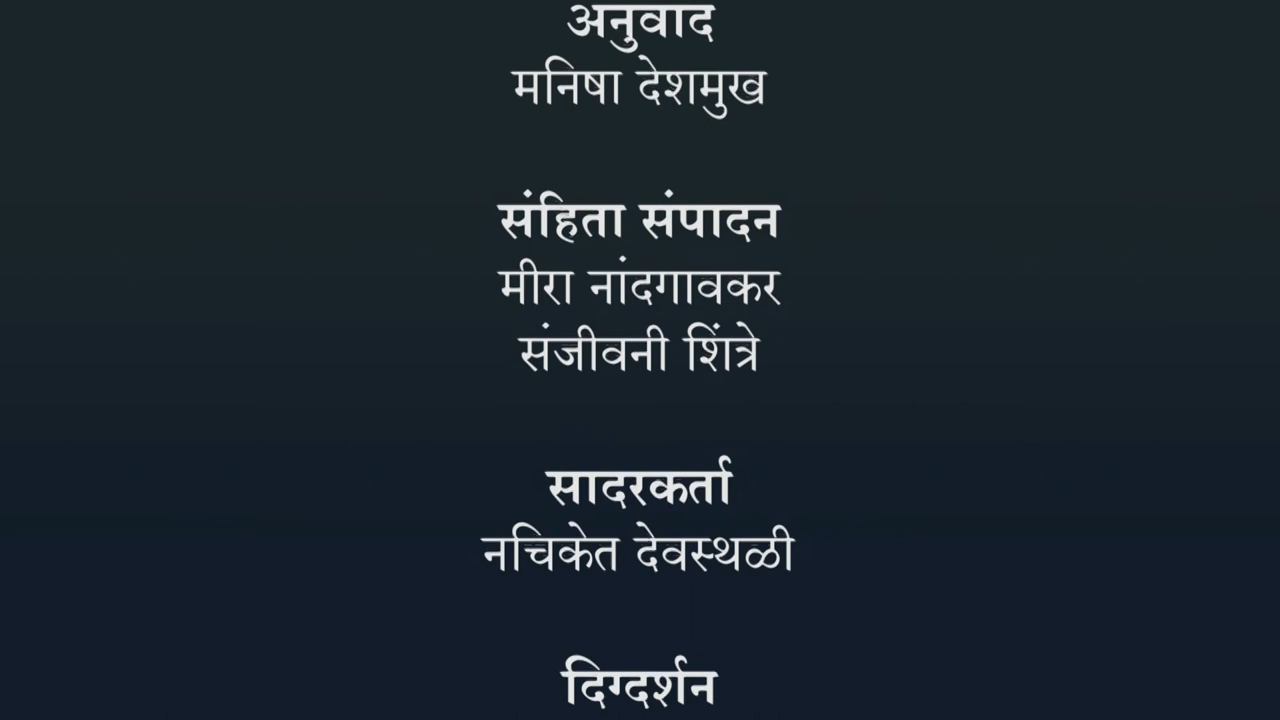 अनुवाद
मनिषा देशमुख
संहिता संपादन
मीरा नांदगावकर
संजीवनी शिंत्रे
सादरकर्ता
नचिकेत देवस्थळी
दिग्दर्शन